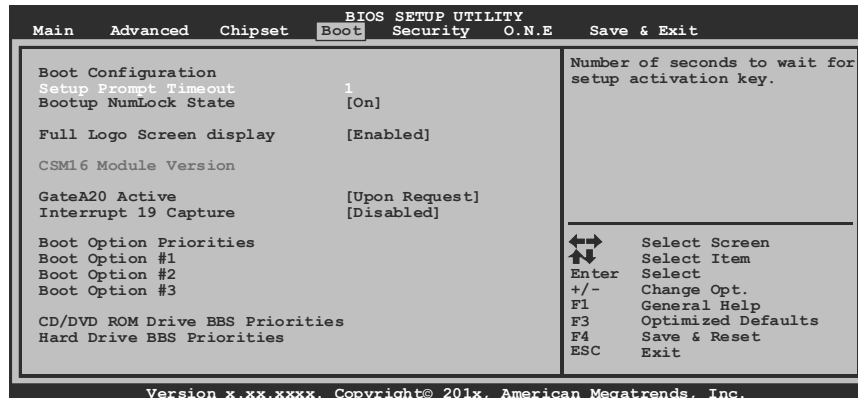 BIOS SETUP UTILITY
Main Advanced Chipset Boot Security O.N.E Save & Exit
Boot Configuration
Setup Prompt Timeout 1
Bootup NumLock State [On]
Full Logo Screen display [Enabled]
CSM16 Module Version
GateA20 Active [Upon Request]
Interrupt 19 Capture [Disabled]
Boot Option Priorities
Boot Option #1
Boot Option #2
Boot Option #3
CD/DVD ROM Drive BBS Priorities
Hard Drive BBS Priorities
Number of seconds to wait for
setup activation key.
Select Screen
Select Item
Enter Select
+/- Change Opt.
F1 General Help
F3 Optimized Defaults
F4 Save & Reset
ESC Exit
Version x.xx.xxxx. Copyright© 201x, American Megatrends, Inc.